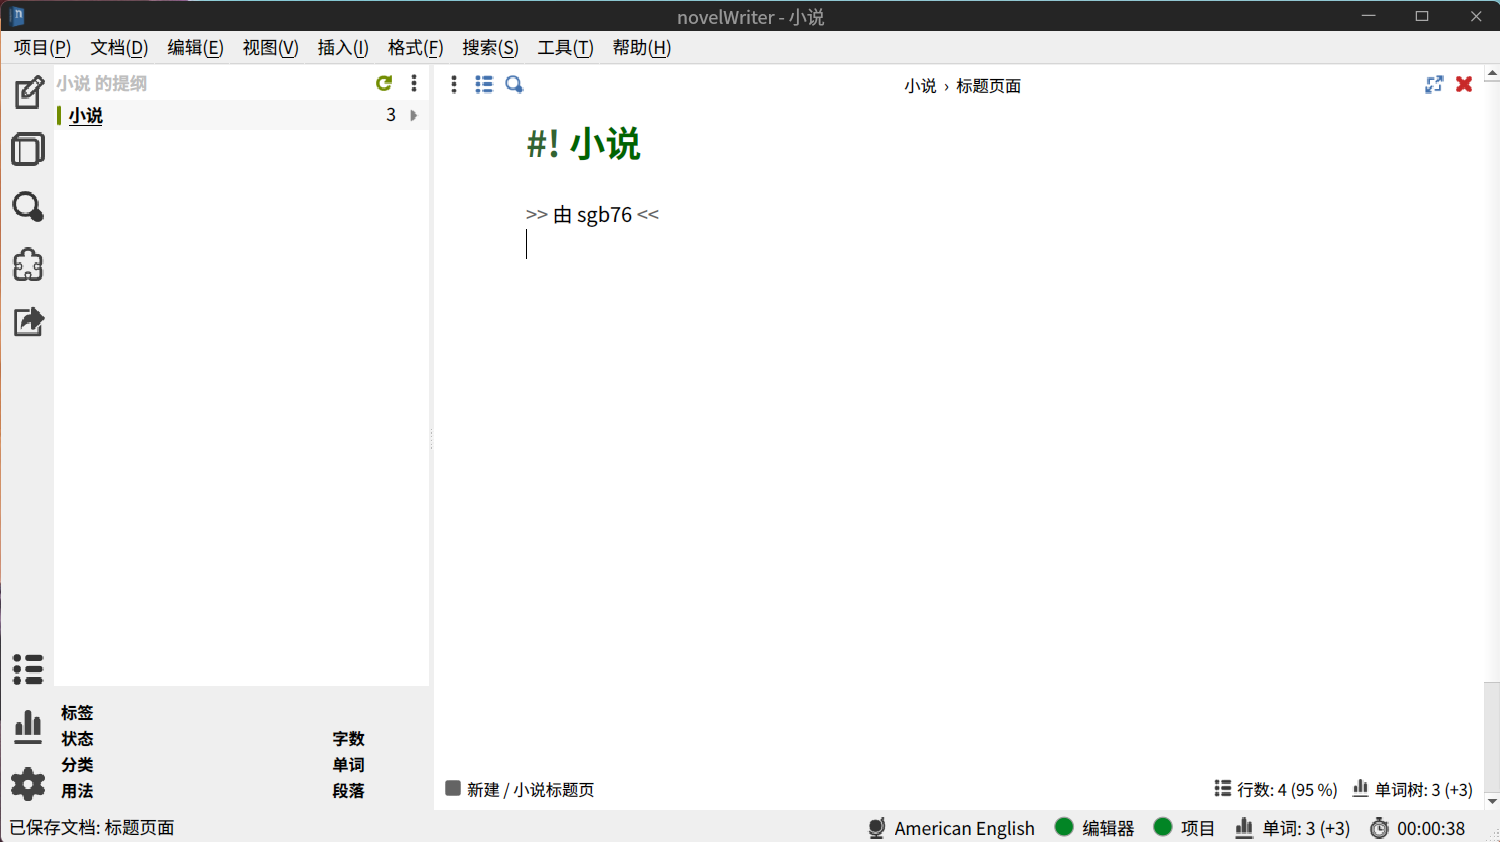 novelWriter - 小说
项目(P) 文档(D) 编辑(E) 视图(V) 插入(I) 格式(F) 搜索(S) 工具(T) 帮助(H)
小说 的提纲
小说 3
小说 › 标题页面
#! 小说
>> 由 sgb76 <<
标签
状态 字数
分类 单词
用法 段落
新建 / 小说标题页 行数: 4 (95 %) 单词树: 3 (+3)
已保存文档: 标题页面 American English 编辑器 项目 单词: 3 (+3) 00:00:38